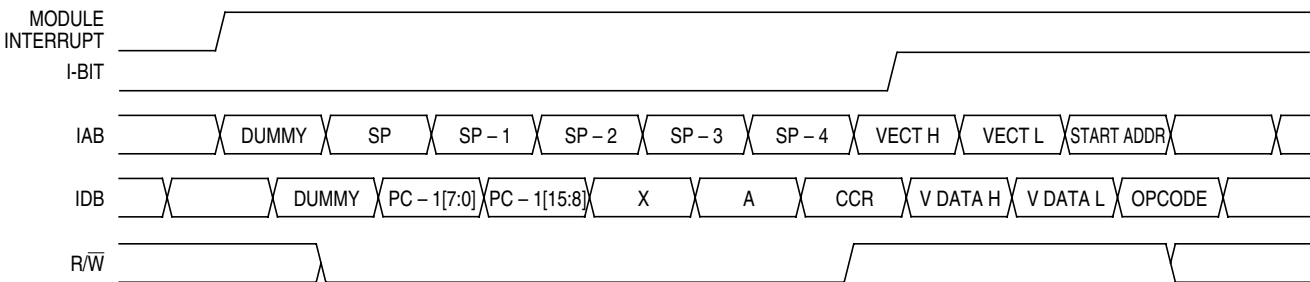 MODULE
INTERRUPT
I-BIT
IAB DUMMY SP SP – 1 SP – 2 SP – 3 SP – 4 VECT H VECT L START ADDR
IDB DUMMY PC – 1[7:0] PC – 1[15:8] X A CCR V DATA H V DATA L OPCODE
R/W̅